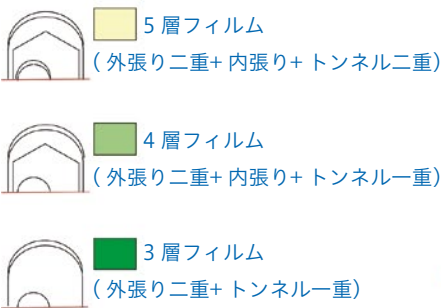 5 層フィルム
( 外張り二重+ 内張り+ トンネル二重)
4 層フィルム
( 外張り二重+ 内張り+ トンネル一重)
3 層フィルム
( 外張り二重+ トンネル一重)